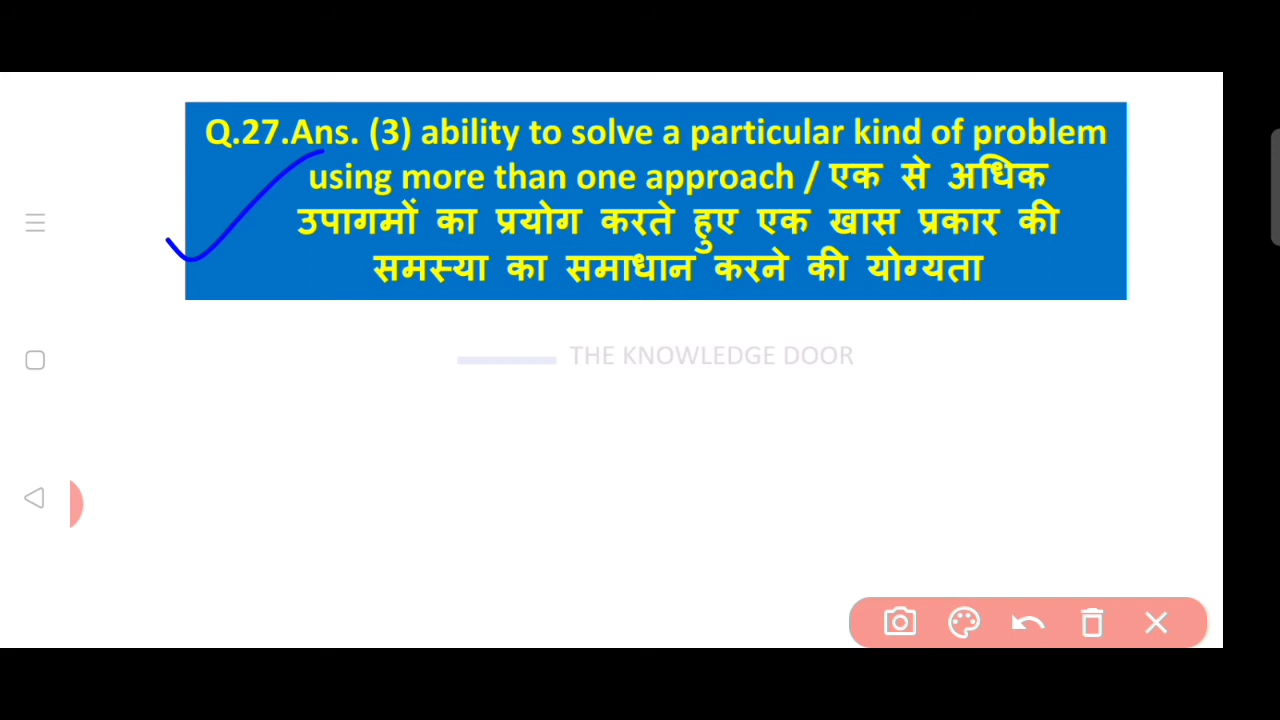 Q.27.Ans. (3) ability to solve a particular kind of problem
using more than one approach / एक से अधिक
उपागमों का प्रयोग करते हुए एक खास प्रकार की
समस्या का समाधान करने की योग्यता
THE KNOWLEDGE DOOR